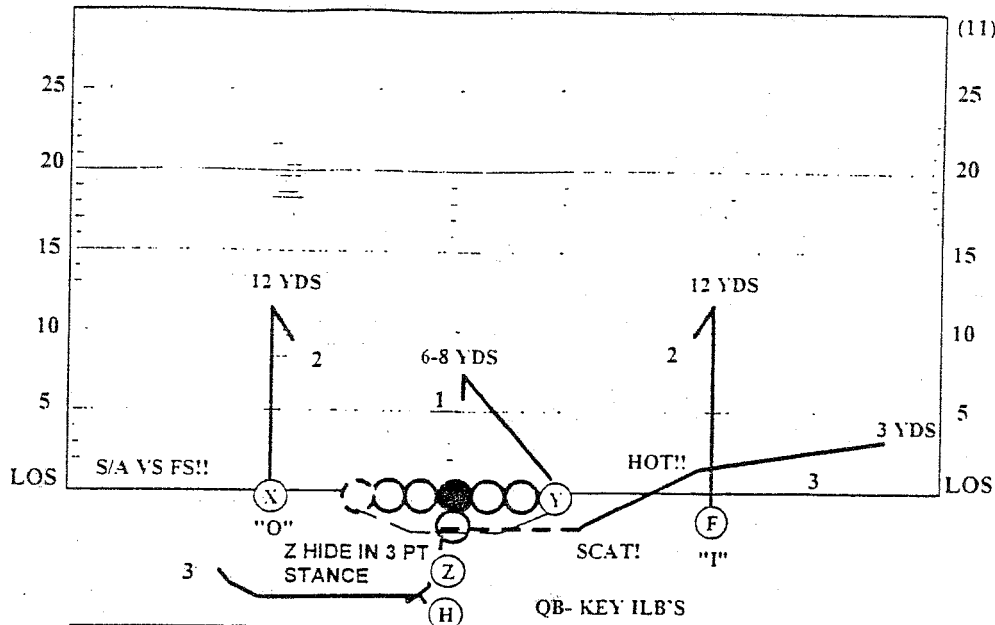 (11)
25 25
20 20
15 15
12 YDS 12 YDS
10 10
2 2
6-8 YDS
1
5 5
3 YDS
S/A VS FS!! HOT!!
LOS 3 LOS
X Y
"O" F
Z HIDE IN 3 PT SCAT! "I"
3 STANCE Z
H QB- KEY ILB'S